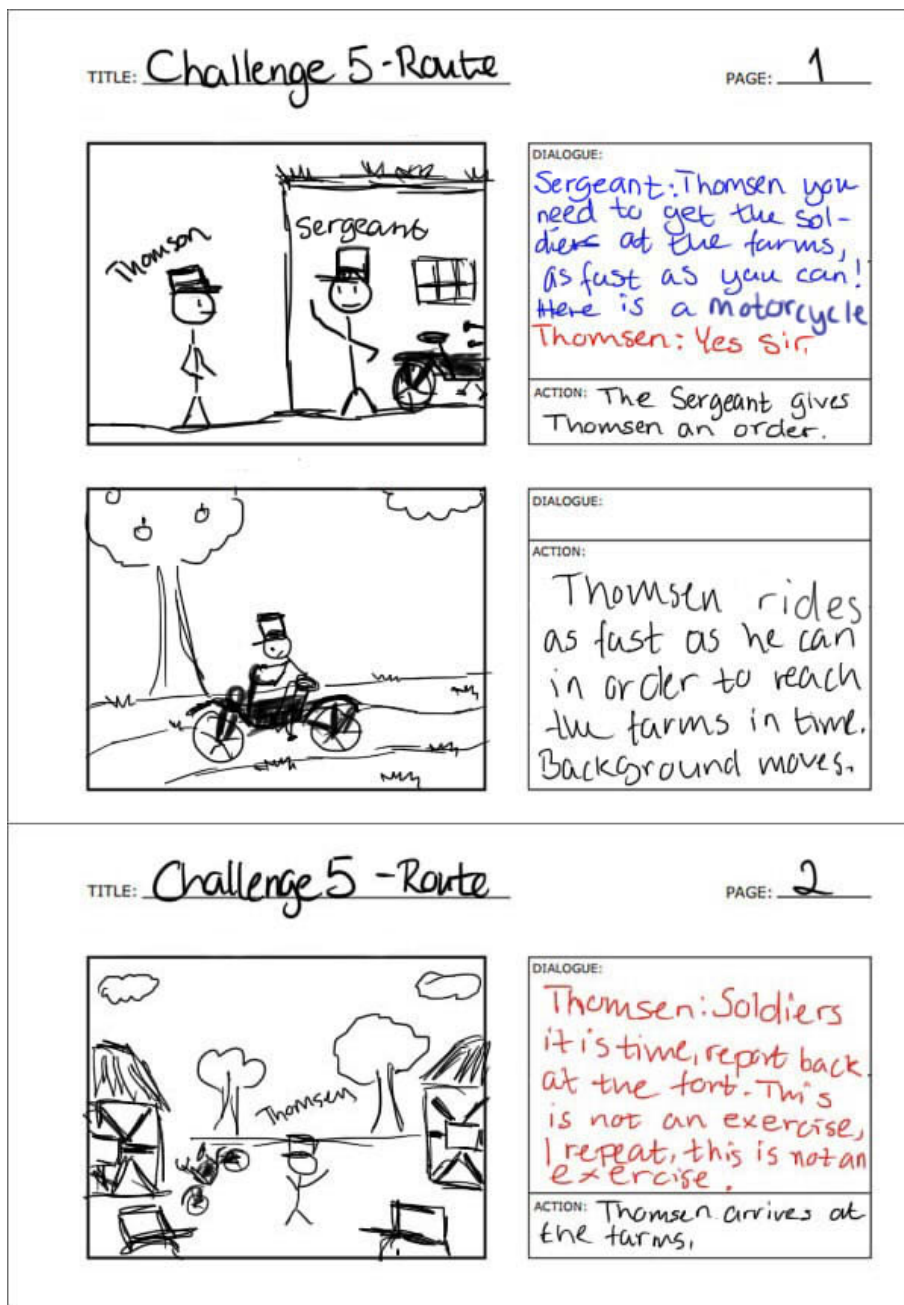 TITLE: Challenge 5 - Route
PAGE: 1
Thomson
Sergeant
DIALOGUE:
Sergeant: Thomsen you
need to get the sol-
diers at the farms,
as fast as you can!
Here is a motorcycle
Thomsen: Yes sir.
ACTION: The Sergeant gives
Thomsen an order.
DIALOGUE:
ACTION:
Thomsen rides
as fast as he can
in order to reach
the farms in time.
Background moves.
TITLE: Challenge 5 - Route
PAGE: 2
Thomsen
DIALOGUE:
Thomsen: Soldiers
it is time, report back
at the fort. This
is not an exercise,
I repeat, this is not an
exercise.
ACTION: Thomsen arrives at
the farms.